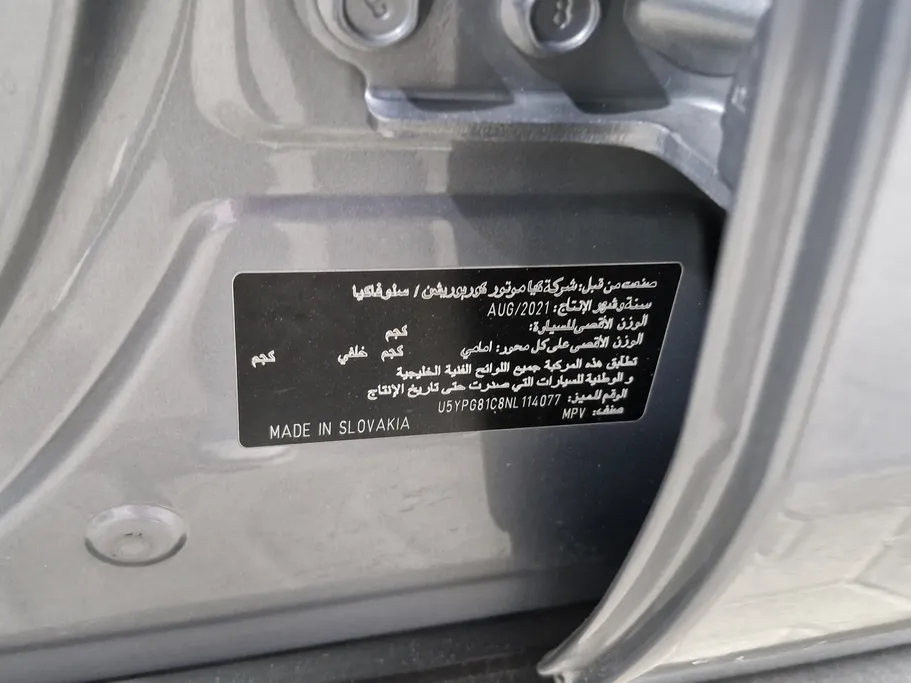 صنعت من قبل: شركة كيا موتور كوربوريشن / سلوفاكيا
سنة وشهر الإنتاج: AUG/2021
الوزن الأقصى للسيارة: كجم
الوزن الأقصى على كل محور: امامي كجم خلفي كجم
تطابق هذه المركبة جميع اللوائح الفنية الخليجية
و الوطنية للسيارات التي صدرت حتى تاريخ الإنتاج
الرقم المميز: U5YPG81C8NL114077
صنف: MPV
MADE IN SLOVAKIA